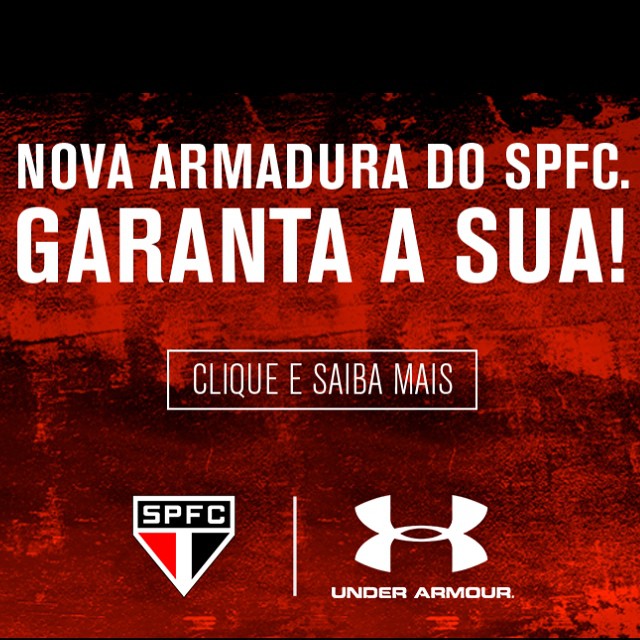 NOVA ARMADURA DO SPFC.
GARANTA A SUA!
CLIQUE E SAIBA MAIS
SPFC
UNDER ARMOUR.